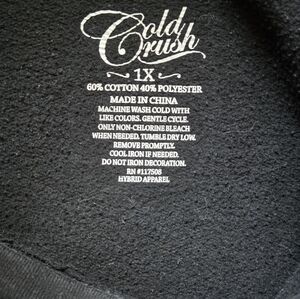 Cold
Crush
1X
60% COTTON 40% POLYESTER
MADE IN CHINA
MACHINE WASH COLD WITH
LIKE COLORS. GENTLE CYCLE.
ONLY NON-CHLORINE BLEACH
WHEN NEEDED. TUMBLE DRY LOW.
REMOVE PROMPTLY.
COOL IRON IF NEEDED.
DO NOT IRON DECORATION.
RN #117508
HYBRID APPAREL